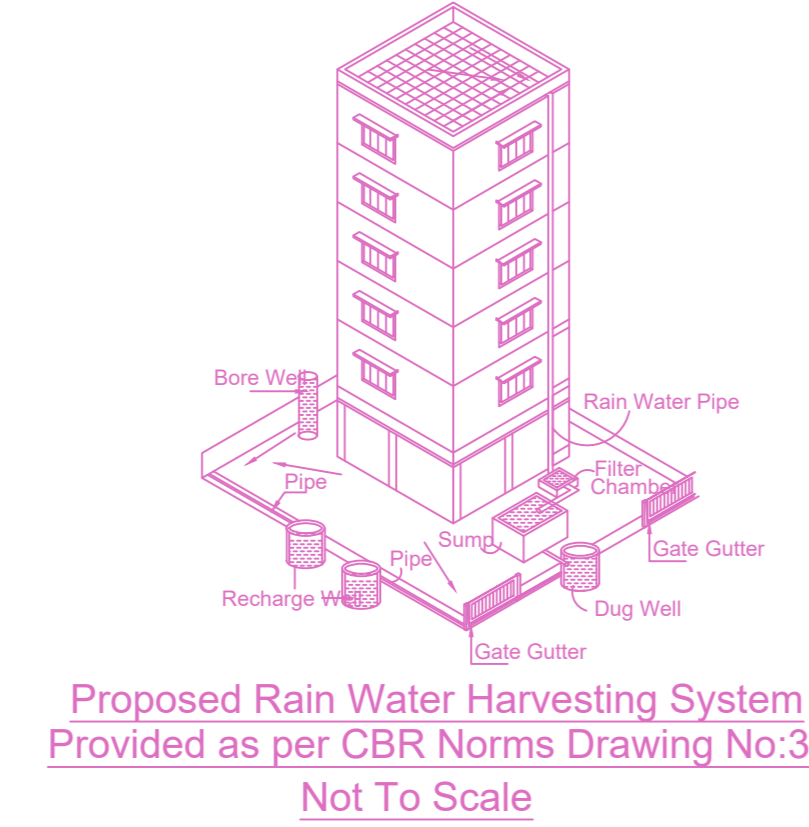 Bore Well
Rain Water Pipe
Filter
Chamber
Pipe
Sump
Gate Gutter
Pipe
Recharge Well
Dug Well
Gate Gutter
Proposed Rain Water Harvesting System
Provided as per CBR Norms Drawing No:3
Not To Scale